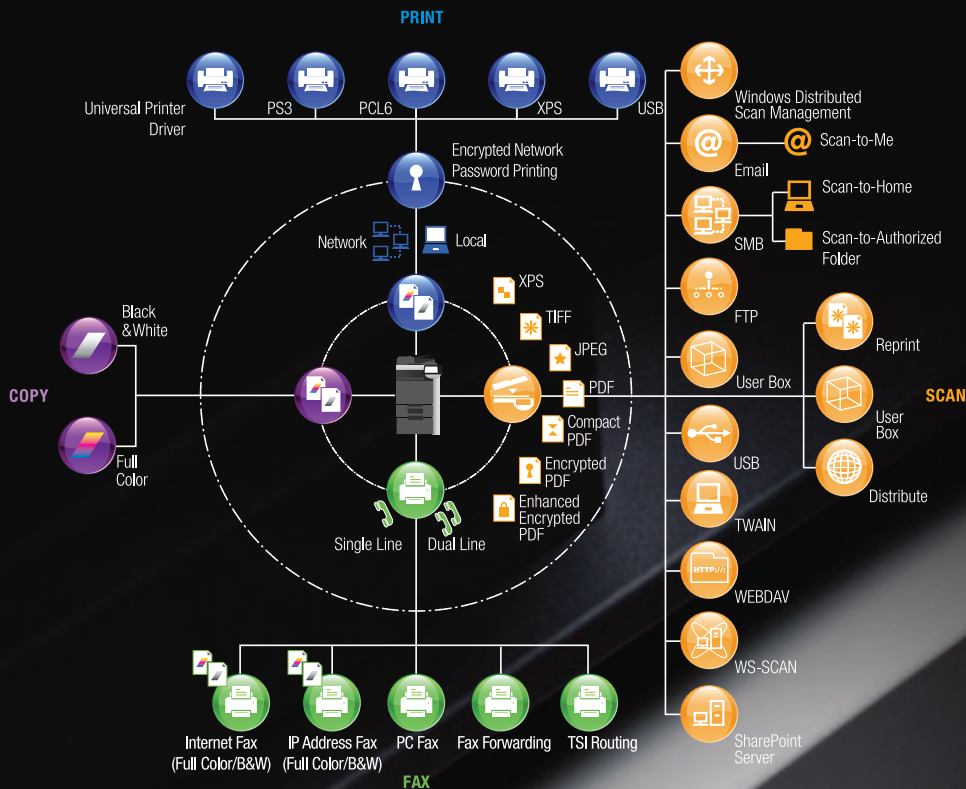 PRINT
Universal Printer
Driver
PS3
PCL6
XPS
USB
Encrypted Network
Password Printing
Network
Local
XPS
TIFF
JPEG
PDF
Compact
PDF
Encrypted
PDF
Enhanced
Encrypted
PDF
Black
&White
COPY
Full
Color
Single Line
Dual Line
Windows Distributed
Scan Management
@
Email
@
Scan-to-Me
SMB
Scan-to-Home
Scan-to-Authorized
Folder
FTP
User Box
Reprint
User
Box
Distribute
SCAN
USB
TWAIN
HTTP://:
WEBDAV
WS-SCAN
SharePoint
Server
Internet Fax
(Full Color/B&W)
IP Address Fax
(Full Color/B&W)
PC Fax
Fax Forwarding
TSI Routing
FAX